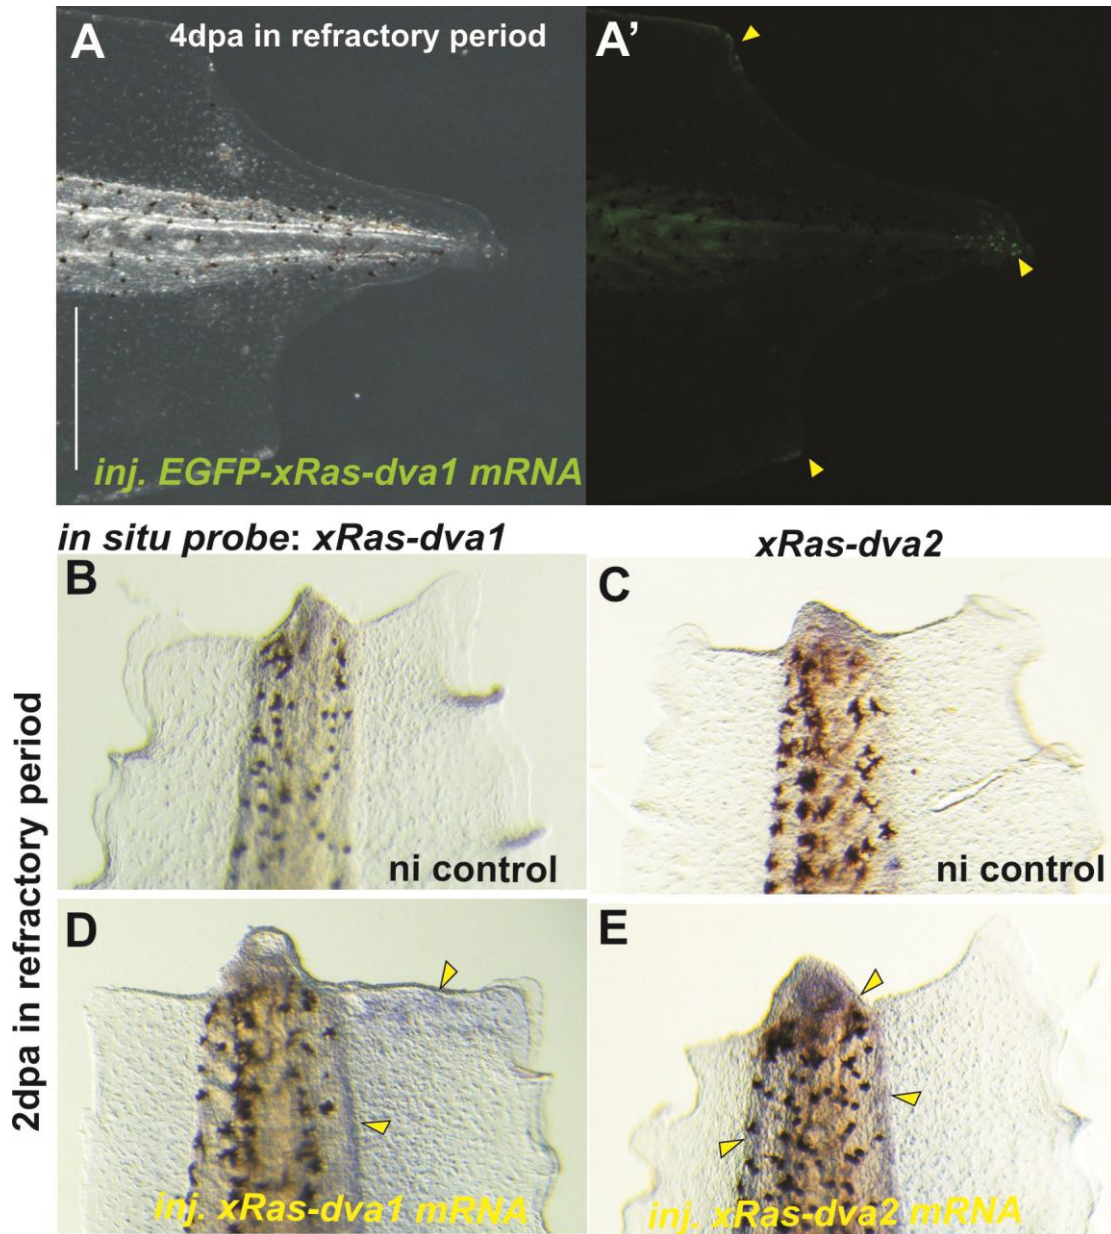 A 4dpa in refractory period A’
inj. EGFP-xRas-dva1 mRNA
in situ probe: xRas-dva1 xRas-dva2
B C
2dpa in refractory period
ni control ni control
D E
inj. xRas-dva1 mRNA inj. xRas-dva2 mRNA